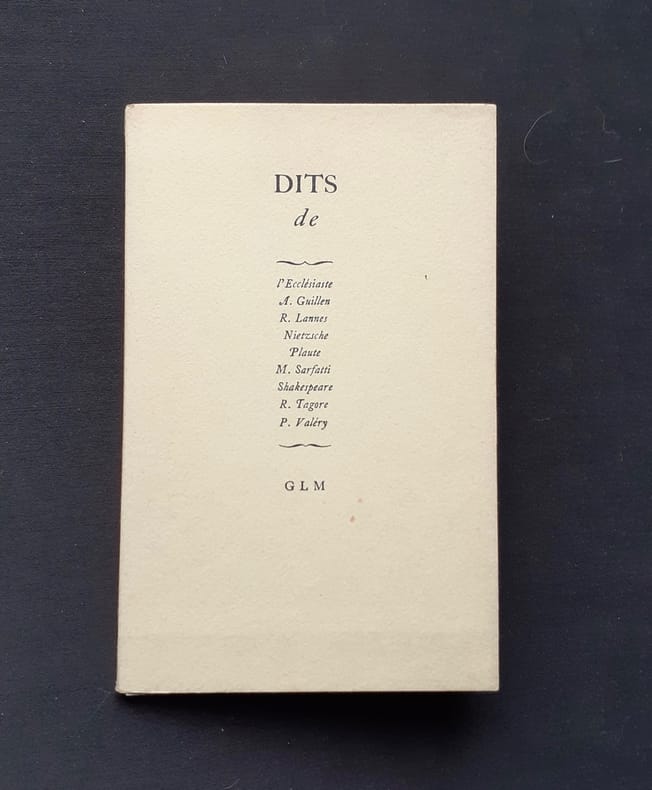 DITS
de
l'Ecclésiaste
A. Guillen
R. Lannes
Nietzsche
Plaute
M. Sarfatti
Shakespeare
R. Tagore
P. Valéry
GLM